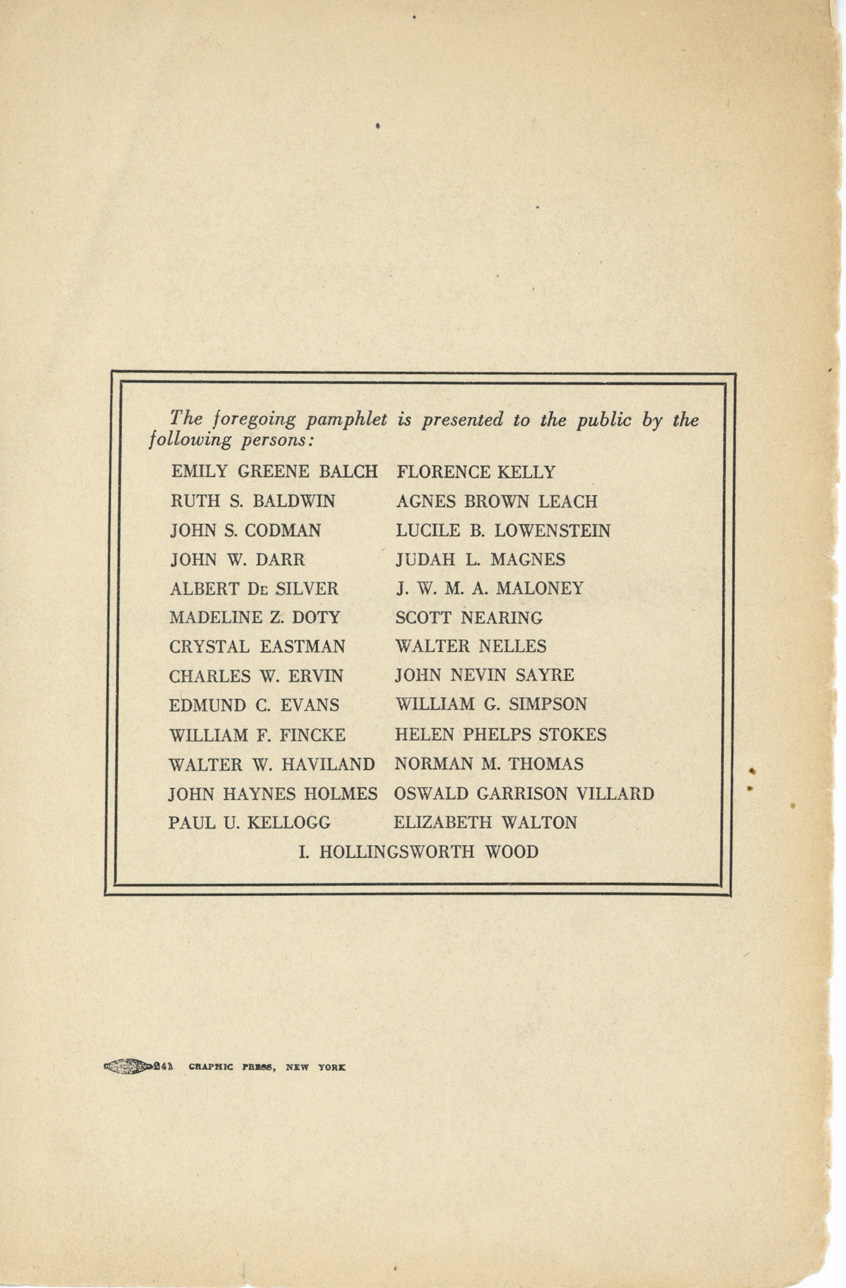 The foregoing pamphlet is presented to the public by the
following persons:
EMILY GREENE BALCH FLORENCE KELLY
RUTH S. BALDWIN AGNES BROWN LEACH
JOHN S. CODMAN LUCILE B. LOWENSTEIN
JOHN W. DARR JUDAH L. MAGNES
ALBERT DE SILVER J. W. M. A. MALONEY
MADELINE Z. DOTY SCOTT NEARING
CRYSTAL EASTMAN WALTER NELLES
CHARLES W. ERVIN JOHN NEVIN SAYRE
EDMUND C. EVANS WILLIAM G. SIMPSON
WILLIAM F. FINCKE HELEN PHELPS STOKES
WALTER W. HAVILAND NORMAN M. THOMAS
JOHN HAYNES HOLMES OSWALD GARRISON VILLARD
PAUL U. KELLOGG ELIZABETH WALTON
I. HOLLINGSWORTH WOOD
241 GRAPHIC PRESS, NEW YORK